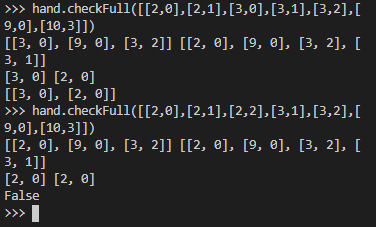 >>> hand.checkFull([[2,0],[2,1],[3,0],[3,1],[3,2],[
9,0],[10,3]])
[[3, 0], [9, 0], [3, 2]] [[2, 0], [9, 0], [3, 2], [
3, 1]]
[3, 0] [2, 0]
[[3, 0], [2, 0]]
>>> hand.checkFull([[2,0],[2,1],[2,2],[3,1],[3,2],[
9,0],[10,3]])
[[2, 0], [9, 0], [3, 2]] [[2, 0], [9, 0], [3, 2], [
3, 1]]
[2, 0] [2, 0]
False
>>>